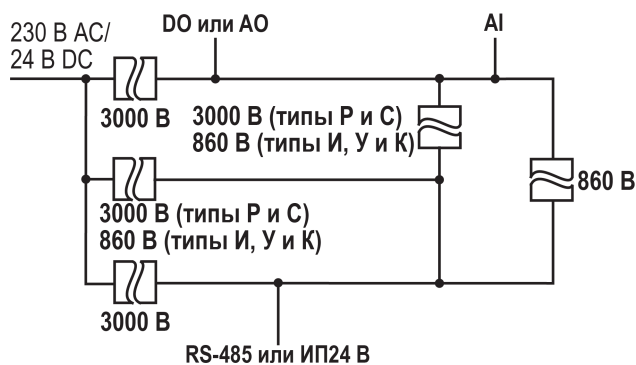 230 В AC/
24 В DC
DO или AO
AI
3000 В
3000 В (типы Р и С)
860 В (типы И, У и К)
860 В
3000 В (типы Р и С)
860 В (типы И, У и К)
3000 В
RS-485 или ИП24 В